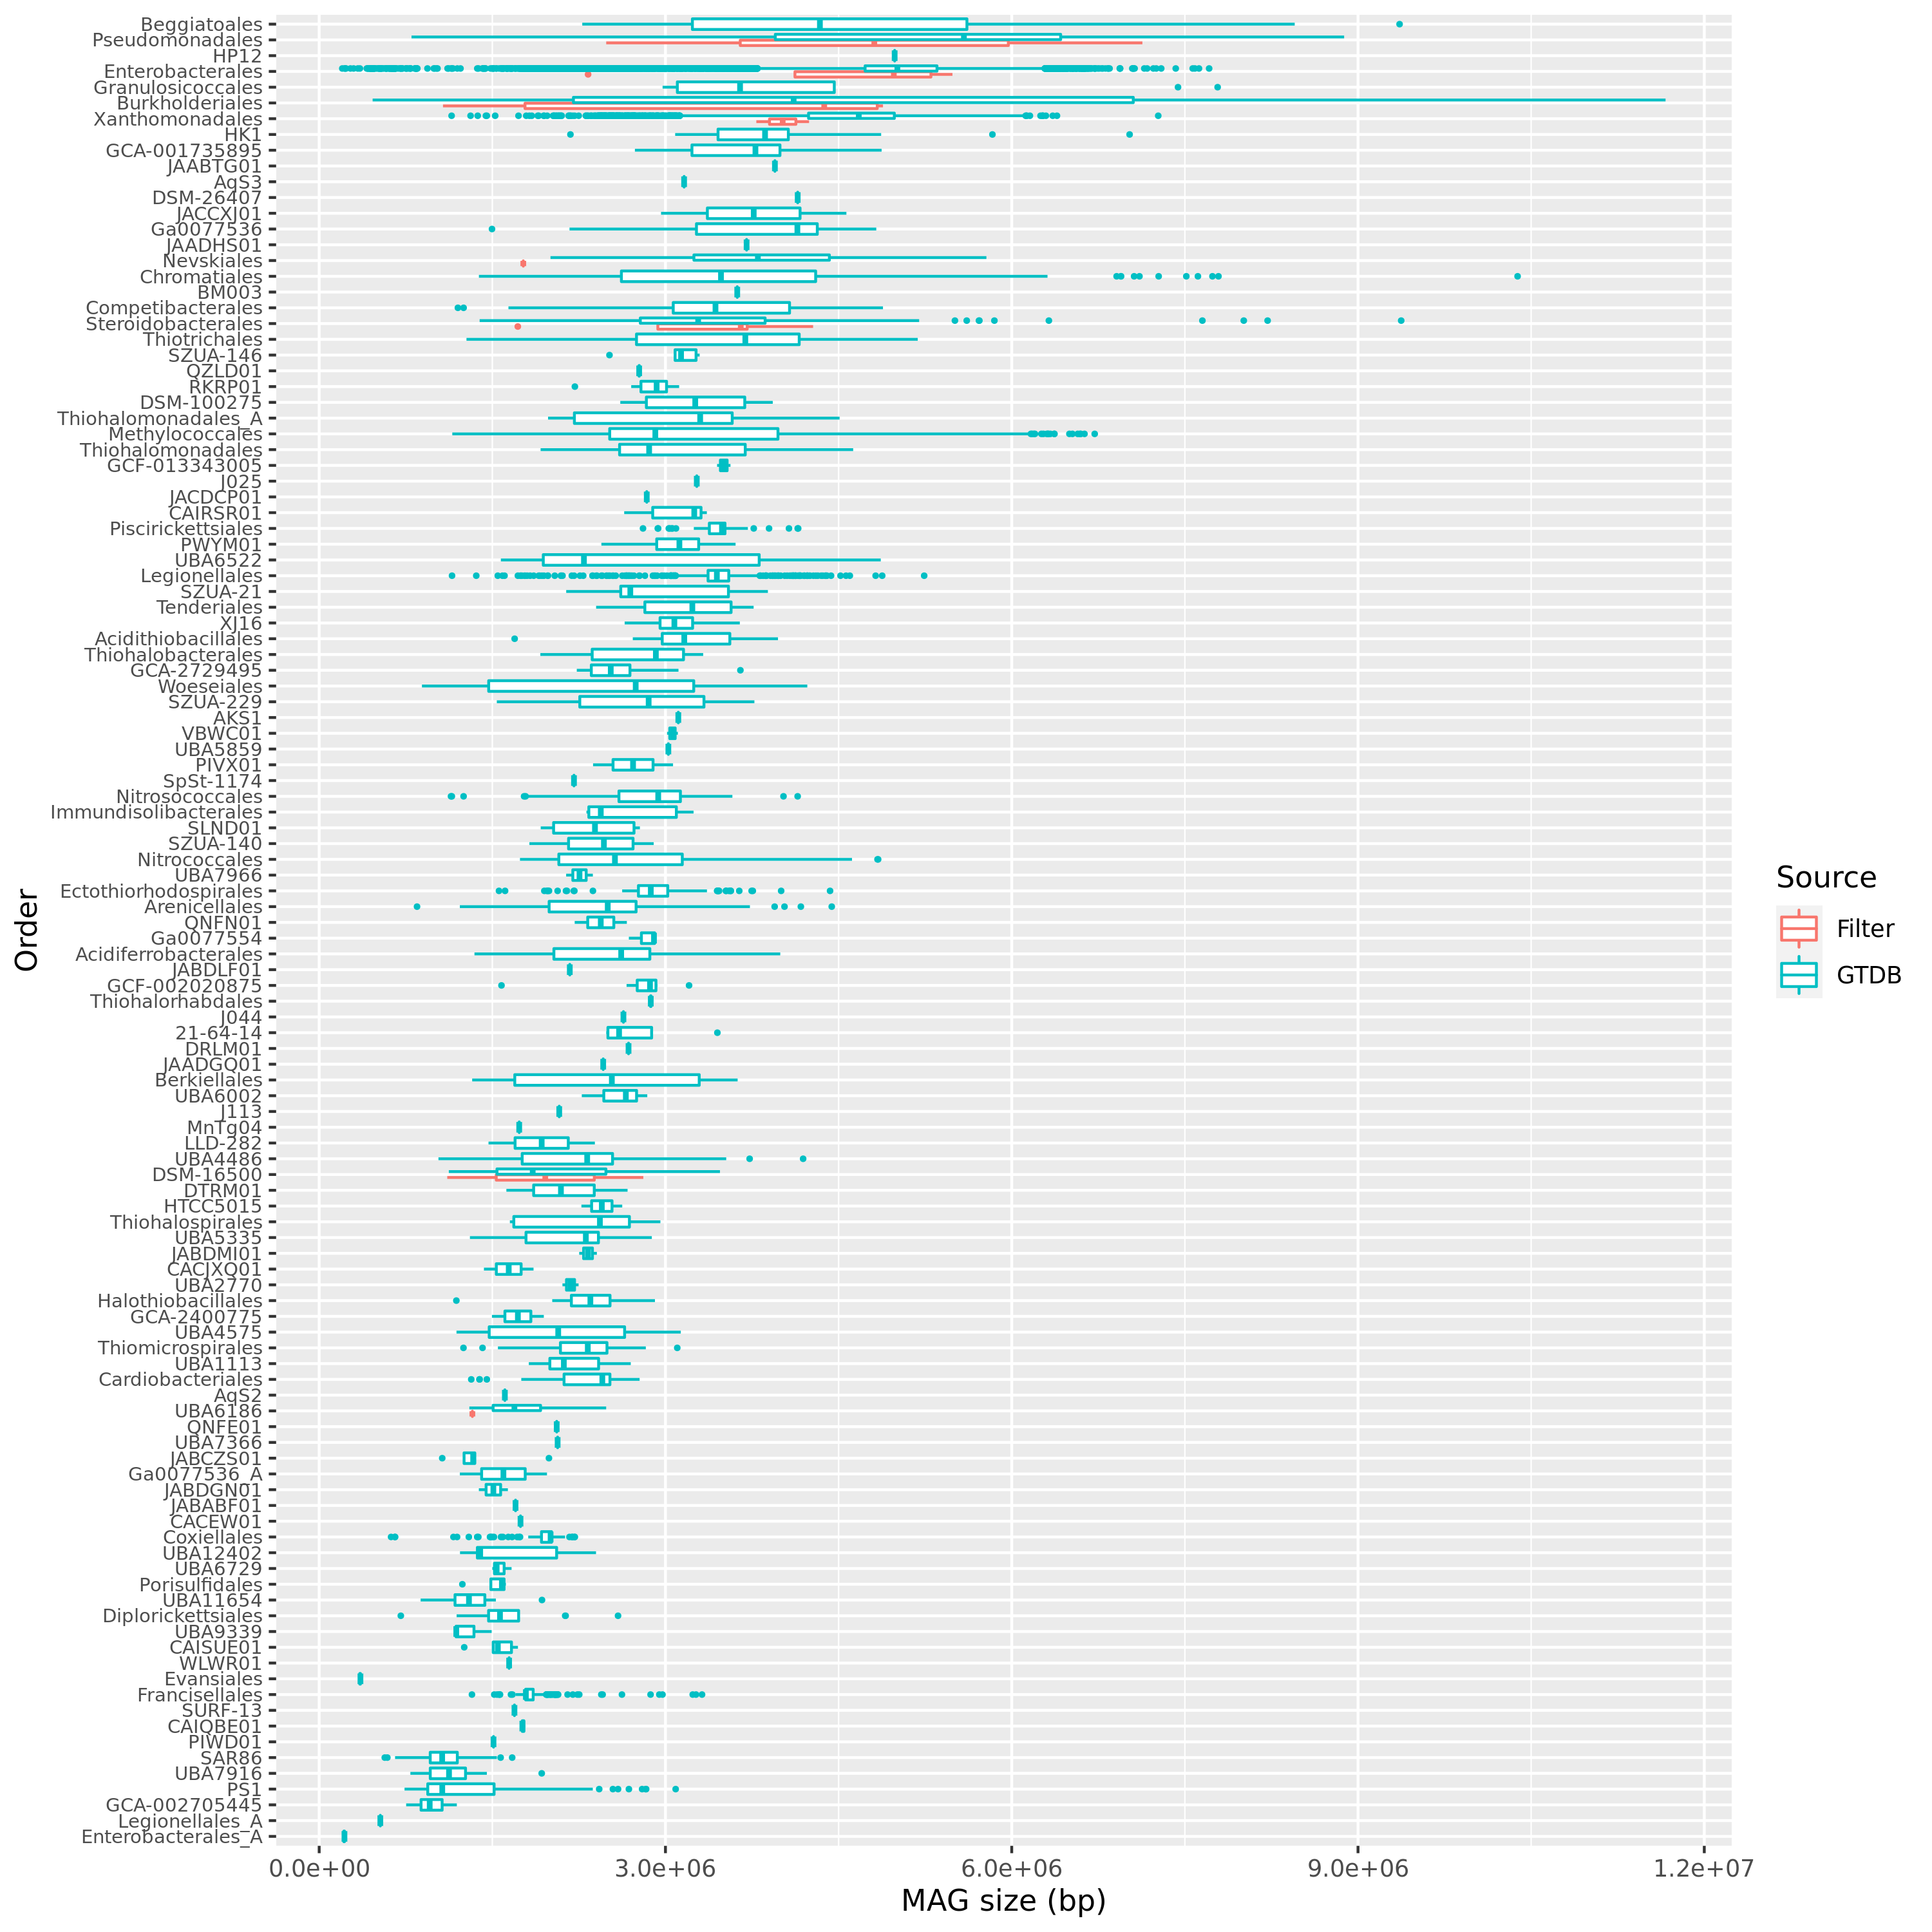 Beggiatoales
Pseudomonadales
HP12
Enterobacterales
Granulosicoccales
Burkholderiales
Xanthomonadales
HK1
GCA-001735895
JAABTG01
AqS3
DSM-26407
JACCXJ01
Ga0077536
JAADHS01
Nevskiales
Chromatiales
BM003
Competibacterales
Steroidobacterales
Thiotrichales
SZUA-146
QZLD01
RKRP01
DSM-100275
Thiohalomonadales_A
Methylococcales
Thiohalomonadales
GCF-013343005
J025
JACDCP01
CAIRSR01
Piscirickettsiales
PWYM01
UBA6522
Legionellales
SZUA-21
Tenderiales
XJ16
Acidithiobacillales
Thiohalobacterales
GCA-2729495
Woeseiales
SZUA-229
AKS1
VBWC01
UBA5859
PIVX01
SpSt-1174
Nitrosococcales
Immundisolibacterales
SLND01
SZUA-140
Nitrococcales
UBA7966
Ectothiorhodospirales
Arenicellales
QNFN01
Ga0077554
Acidiferrobacterales
JABDLF01
GCF-002020875
Thiohalorhabdales
J044
21-64-14
DRLM01
JAADGQ01
Berkiellales
UBA6002
J113
MnTg04
LLD-282
UBA4486
DSM-16500
DTRM01
HTCC5015
Thiohalospirales
UBA5335
JABDMI01
CACJXQ01
UBA2770
Halothiobacillales
GCA-2400775
UBA4575
Thiomicrospirales
UBA1113
Cardiobacteriales
AqS2
UBA6186
QNFE01
UBA7366
JABCZS01
Ga0077536_A
JABDGN01
JABABF01
CACEW01
Coxiellales
UBA12402
UBA6729
Porisulfidales
UBA11654
Diplorickettsiales
UBA9339
CAISUE01
WLWR01
Evansiales
Francisellales
SURF-13
CAIQBE01
PIWD01
SAR86
UBA7916
PS1
GCA-002705445
Legionellales_A
Enterobacterales_A
0.0e+00 3.0e+06 6.0e+06 9.0e+06 1.2e+07
MAG size (bp)
Order
Source
Filter
GTDB